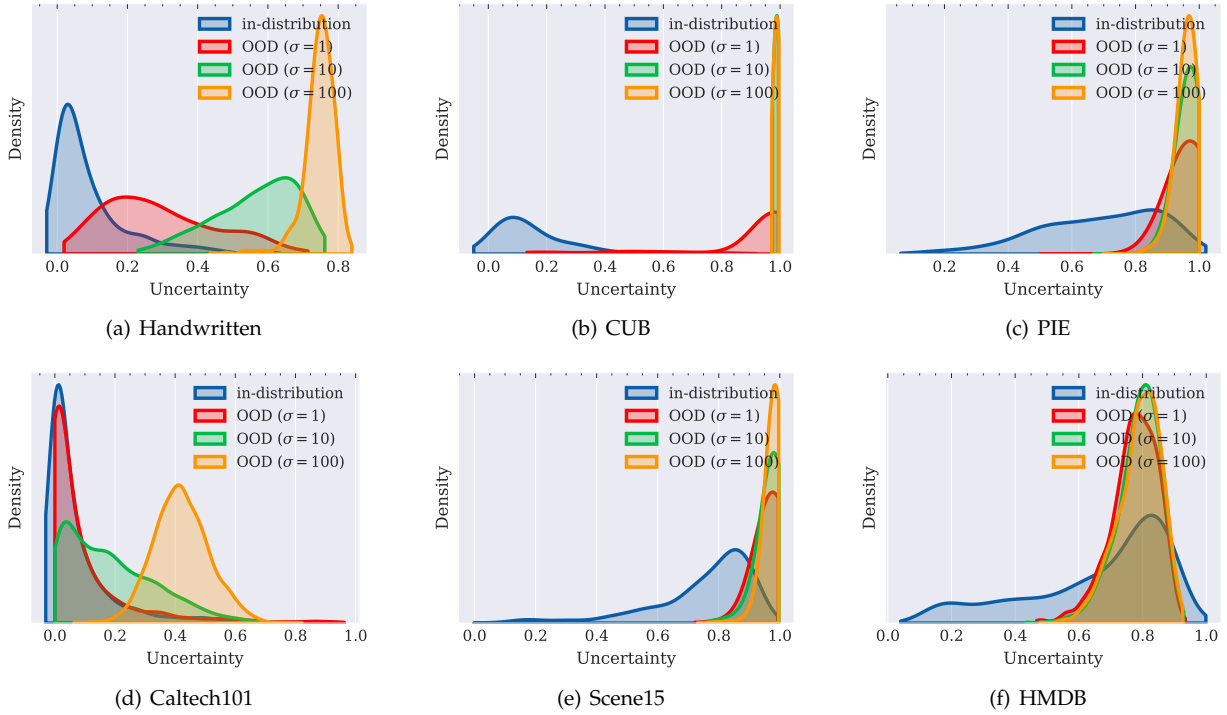 in-distribution
OOD (σ = 1)
OOD (σ = 10)
OOD (σ = 100)
Density
0.0 0.2 0.4 0.6 0.8
Uncertainty
(a) Handwritten
in-distribution
OOD (σ = 1)
OOD (σ = 10)
OOD (σ = 100)
Density
0.0 0.2 0.4 0.6 0.8 1.0
Uncertainty
(b) CUB
in-distribution
OOD (σ = 1)
OOD (σ = 10)
OOD (σ = 100)
Density
0.2 0.4 0.6 0.8 1.0
Uncertainty
(c) PIE
in-distribution
OOD (σ = 1)
OOD (σ = 10)
OOD (σ = 100)
Density
0.0 0.2 0.4 0.6 0.8 1.0
Uncertainty
(d) Caltech101
in-distribution
OOD (σ = 1)
OOD (σ = 10)
OOD (σ = 100)
Density
0.0 0.2 0.4 0.6 0.8 1.0
Uncertainty
(e) Scene15
in-distribution
OOD (σ = 1)
OOD (σ = 10)
OOD (σ = 100)
Density
0.0 0.2 0.4 0.6 0.8 1.0
Uncertainty
(f) HMDB